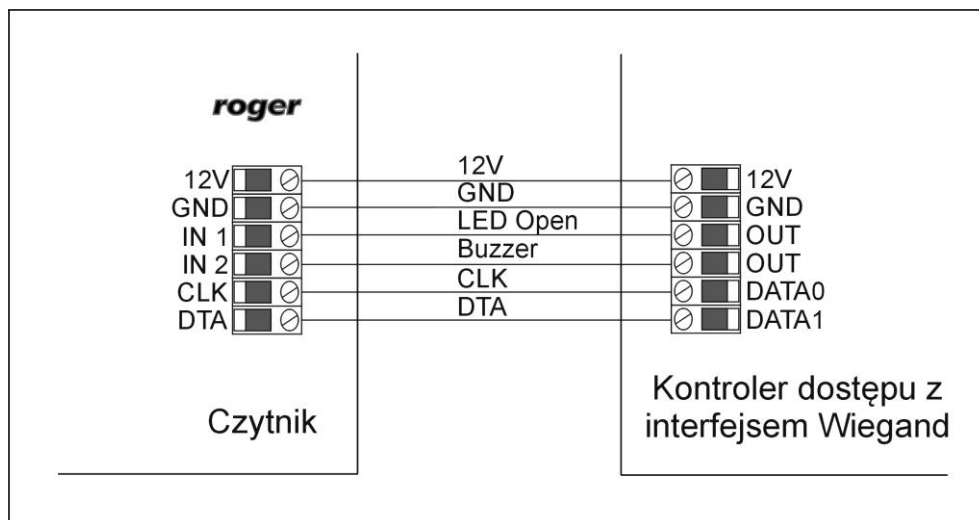 roger
12V
GND
IN 1
IN 2
CLK
DTA
12V
GND
LED Open
Buzzer
CLK
DTA
12V
GND
OUT
OUT
DATA0
DATA1
Czytnik
Kontroler dostępu z
interfejsem Wiegand